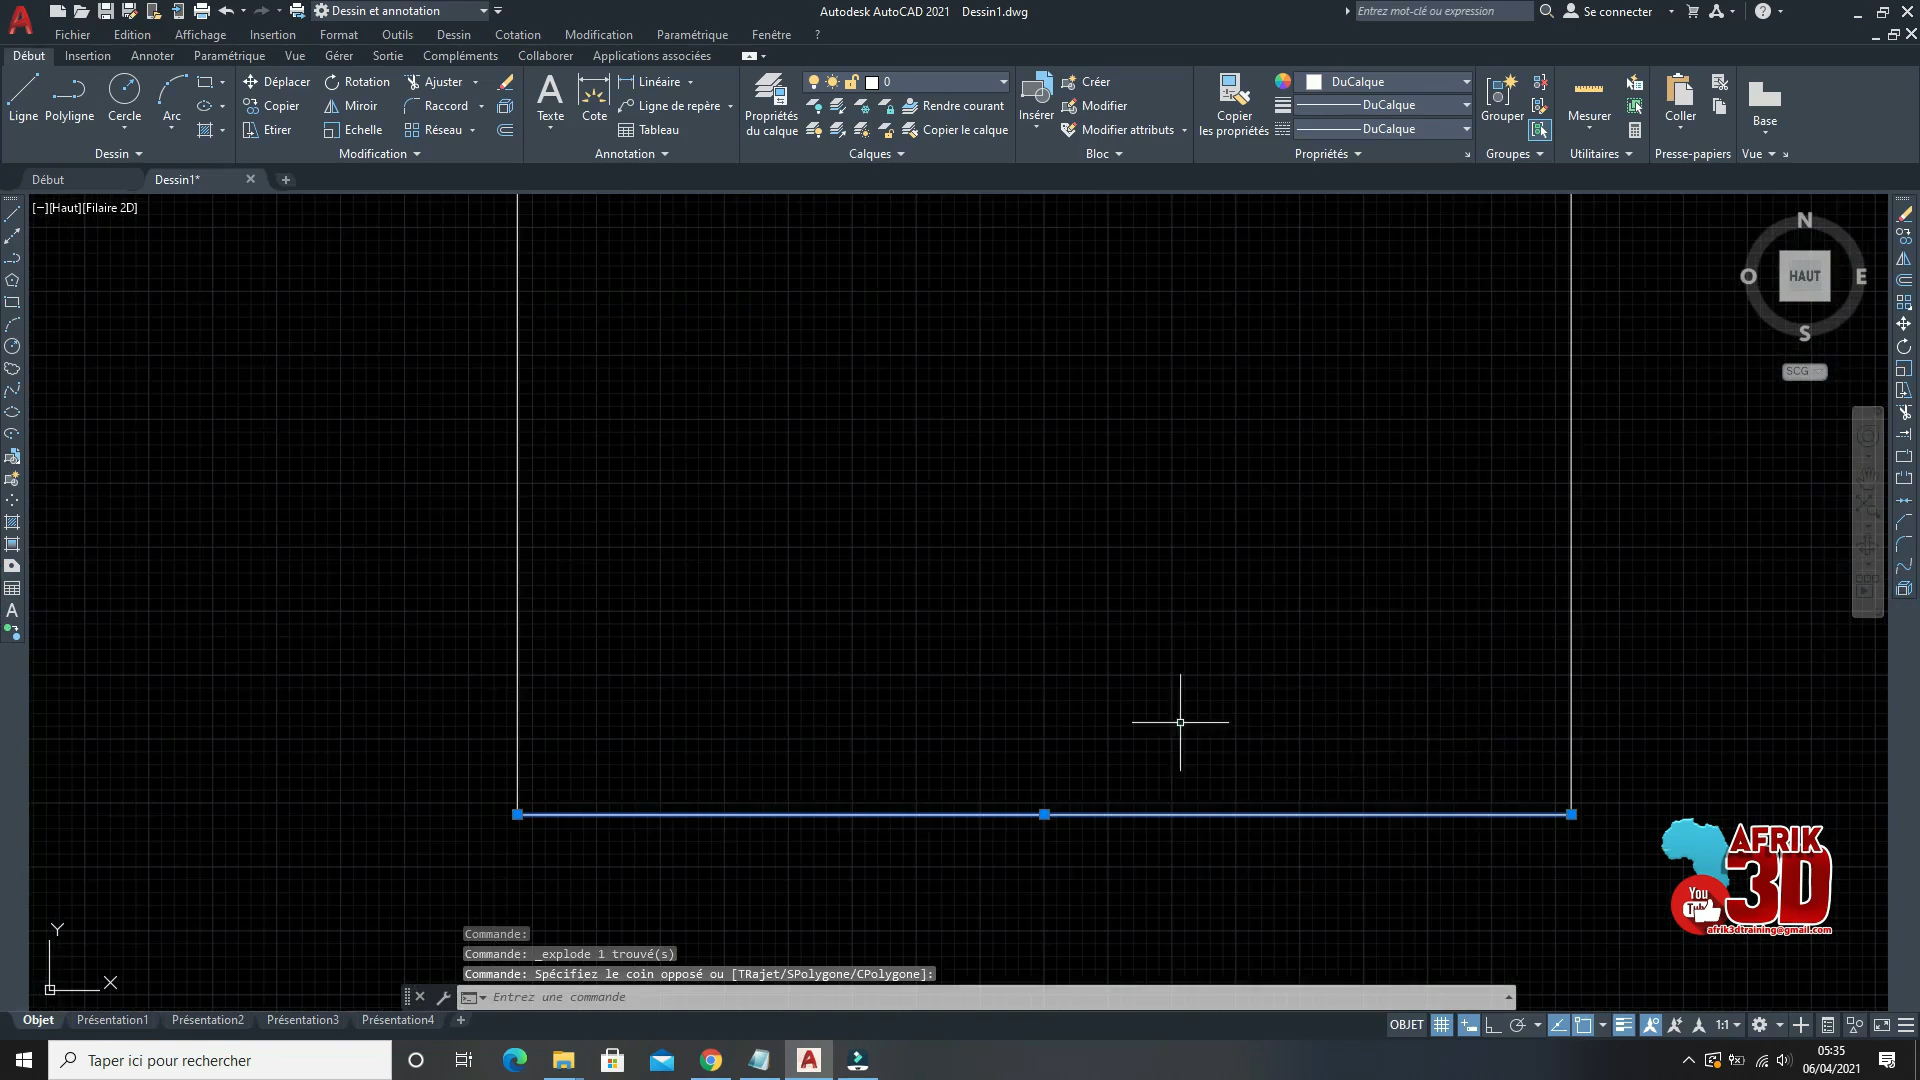 Dessin et annotation
Autodesk AutoCAD 2021 Dessin1.dwg
Entrez mot-clé ou expression
Se connecter
Fichier Edition Affichage Insertion Format Outils Dessin Cotation Modification Paramétrique Fenêtre ?
Début Insertion Annoter Paramétrique Vue Gérer Sortie Compléments Collaborer Applications associées
Ligne Polyligne Cercle Arc
Déplacer Rotation Ajuster
Copier Miroir Raccord
Etirer Echelle Réseau
Texte Cote
Linéaire
Ligne de repère
Tableau
Propriétés du calque
0
Rendre courant
Copier le calque
Insérer
Créer
Modifier
Modifier attributs
Copier les propriétés
DuCalque
DuCalque
DuCalque
Grouper
Mesurer
Coller
Base
Dessin Modification Annotation Calques Bloc Propriétés Groupes Utilitaires Presse-papiers Vue
Début Dessin1*
[−][Haut][Filaire 2D]
N
O HAUT E
S
SCG
AFRIK
3D
You
Tube
afrik3dtraining@gmail.com
Y
X
Commande:
Commande: _explode 1 trouvé(s)
Commande: Spécifiez le coin opposé ou [TRajet/SPolygone/CPolygone]:
Entrez une commande
Objet Présentation1 Présentation2 Présentation3 Présentation4 +
OBJET 1:1
Taper ici pour rechercher
05:35
06/04/2021